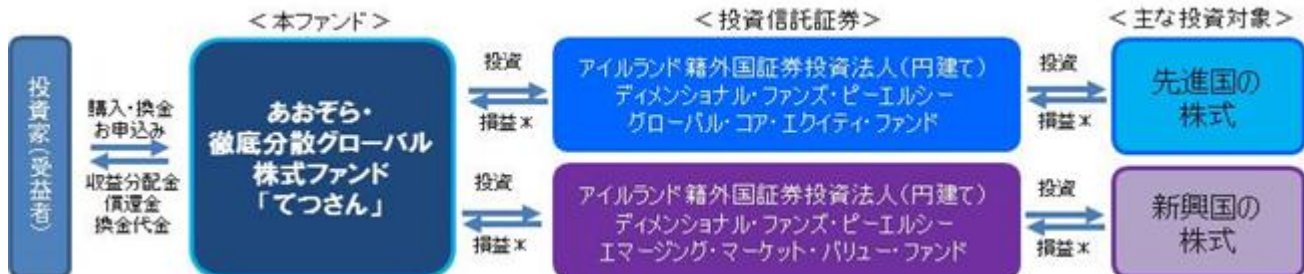 ＜本ファンド＞
＜投資信託証券＞
＜主な投資対象＞
投資家(受益者)
購入・換金
お申込み
収益分配金
償還金
換金代金
あおぞら・
徹底分散グローバル
株式ファンド
「てつさん」
投資
損益＊
アイルランド籍外国証券投資法人(円建て)
ディメンショナル・ファンズ・ピーエルシー
グローバル・コア・エクイティ・ファンド
投資
損益＊
先進国の
株式
投資
損益＊
アイルランド籍外国証券投資法人(円建て)
ディメンショナル・ファンズ・ピーエルシー
エマージング・マーケット・バリュー・ファンド
投資
損益＊
新興国の
株式